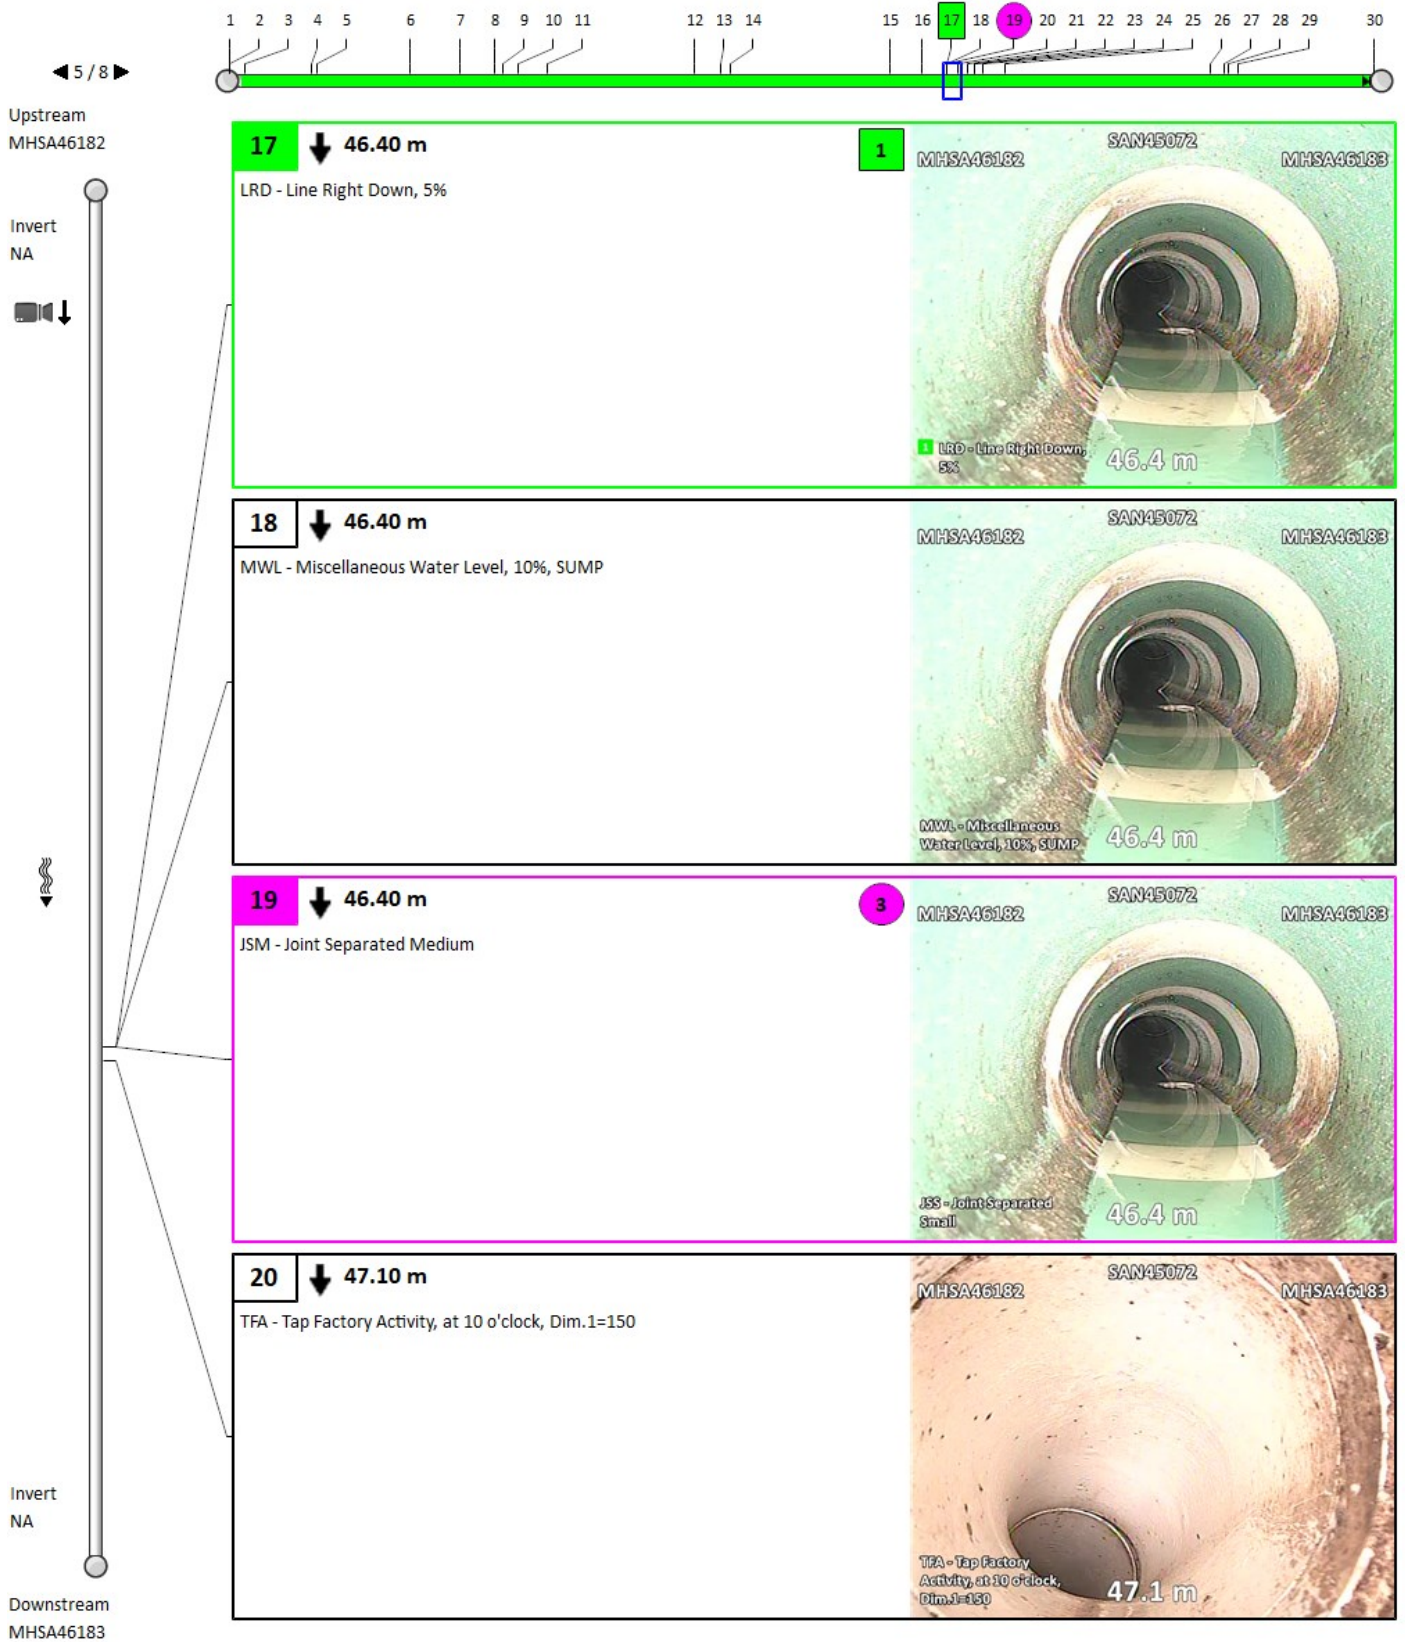 1 2 3 4 5 6 7 8 9 10 11 12 13 14 15 16 17 18 19 20 21 22 23 24 25 26 27 28 29 30
5 / 8
Upstream
MHSA46182
Invert
NA
17 46.40 m 1
LRD - Line Right Down, 5%
SAN45072
MHSA46182 MHSA46183
1 LRD - Line Right Down,
5%
46.4 m
18 46.40 m
MWL - Miscellaneous Water Level, 10%, SUMP
SAN45072
MHSA46182 MHSA46183
MWL - Miscellaneous
Water Level, 10%, SUMP
46.4 m
19 46.40 m 3
JSM - Joint Separated Medium
SAN45072
MHSA46182 MHSA46183
JSS - Joint Separated
Small
46.4 m
20 47.10 m
TFA - Tap Factory Activity, at 10 o'clock, Dim.1=150
SAN45072
MHSA46182 MHSA46183
TFA - Tap Factory
Activity, at 10 o'clock,
Dim.1=150
47.1 m
Invert
NA
Downstream
MHSA46183